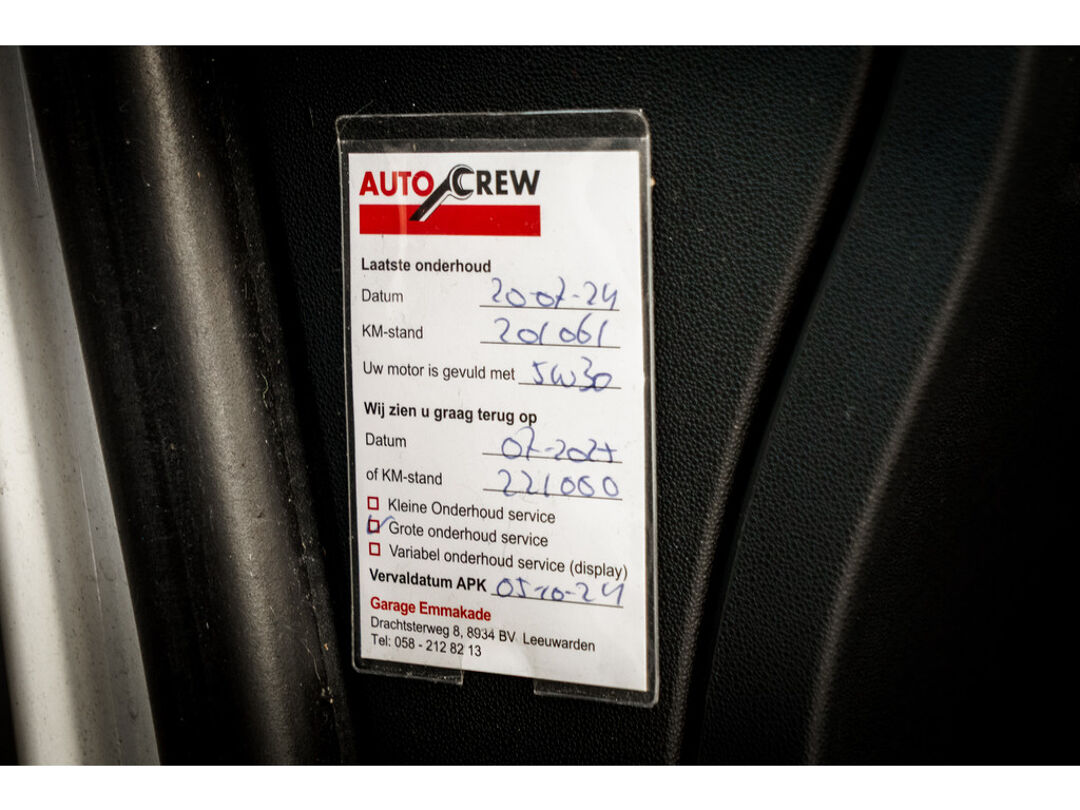 AUTO CREW
Laatste onderhoud
Datum 20-07-24
KM-stand 201061
Uw motor is gevuld met 5W30
Wij zien u graag terug op
Datum 07-202
of KM-stand 221000
Kleine Onderhoud service
Grote onderhoud service
Variabel onderhoud service (display)
Vervaldatum APK 05-10-24
Garage Emmakade
Drachtsterweg 8, 8934 BV Leeuwarden
Tel: 058 - 212 82 13